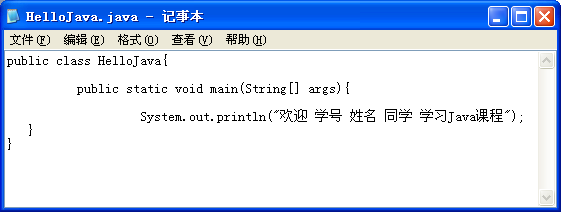 HelloJava.java - 记事本
文件(F) 编辑(E) 格式(O) 查看(V) 帮助(H)
public class HelloJava{
public static void main(String[] args){
System.out.println("欢迎 学号 姓名 同学 学习Java课程");
}
}